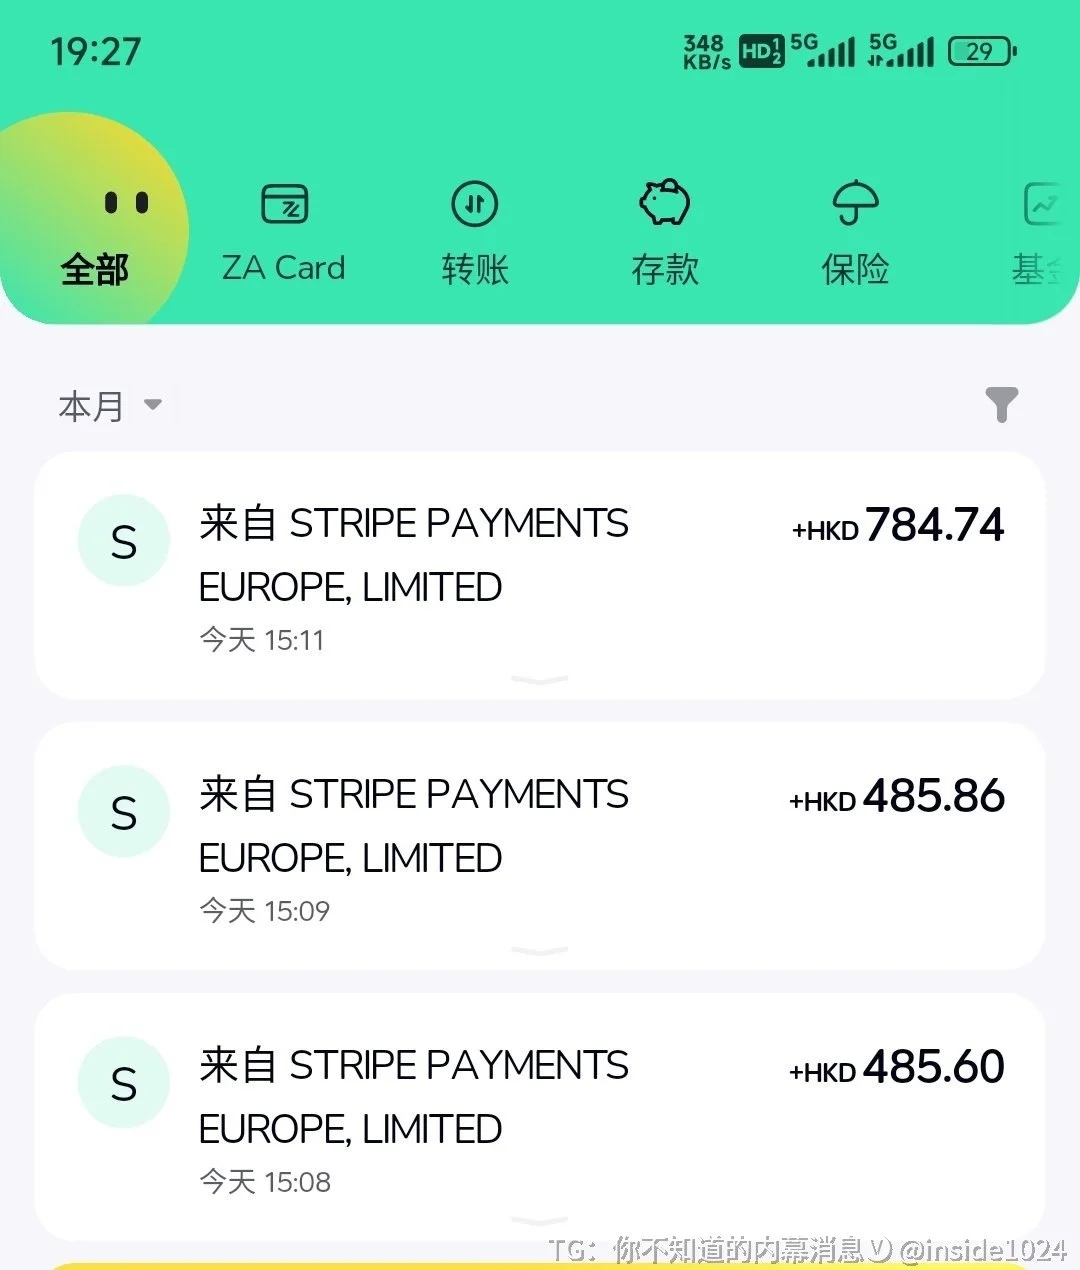 19:27
348 KB/s HD 1 2 5G 5G 29
全部 ZA Card 转账 存款 保险
本月
S 来自 STRIPE PAYMENTS +HKD 784.74
EUROPE, LIMITED
今天 15:11
S 来自 STRIPE PAYMENTS +HKD 485.86
EUROPE, LIMITED
今天 15:09
S 来自 STRIPE PAYMENTS +HKD 485.60
EUROPE, LIMITED
今天 15:08
TG：你不知道的内幕消息Ⓥ @inside1024